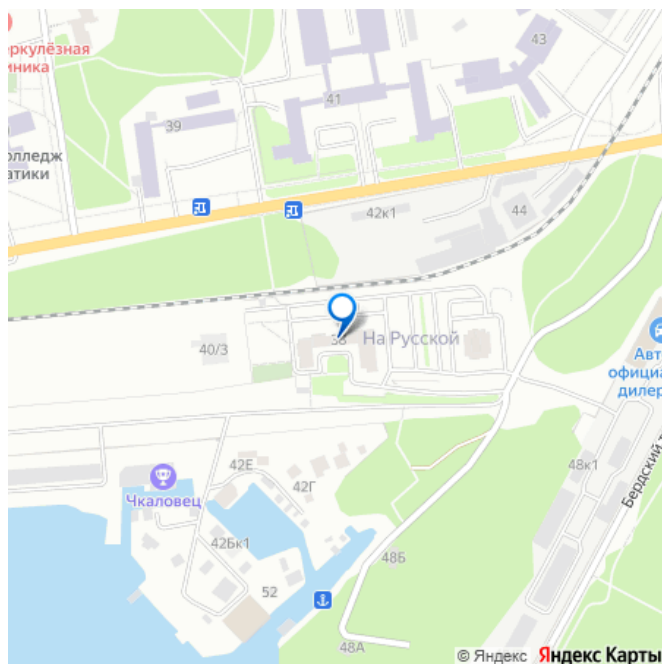 43
еркулёзная
иника
41
39
олледж
атики
42к1
44
38
На Русской
40/3
Авт
официа
дилер
Бердский т
48к1
42Е
Чкаловец
42Г
42Бк1
48Б
52
48А
© Яндекс Яндекс Карты